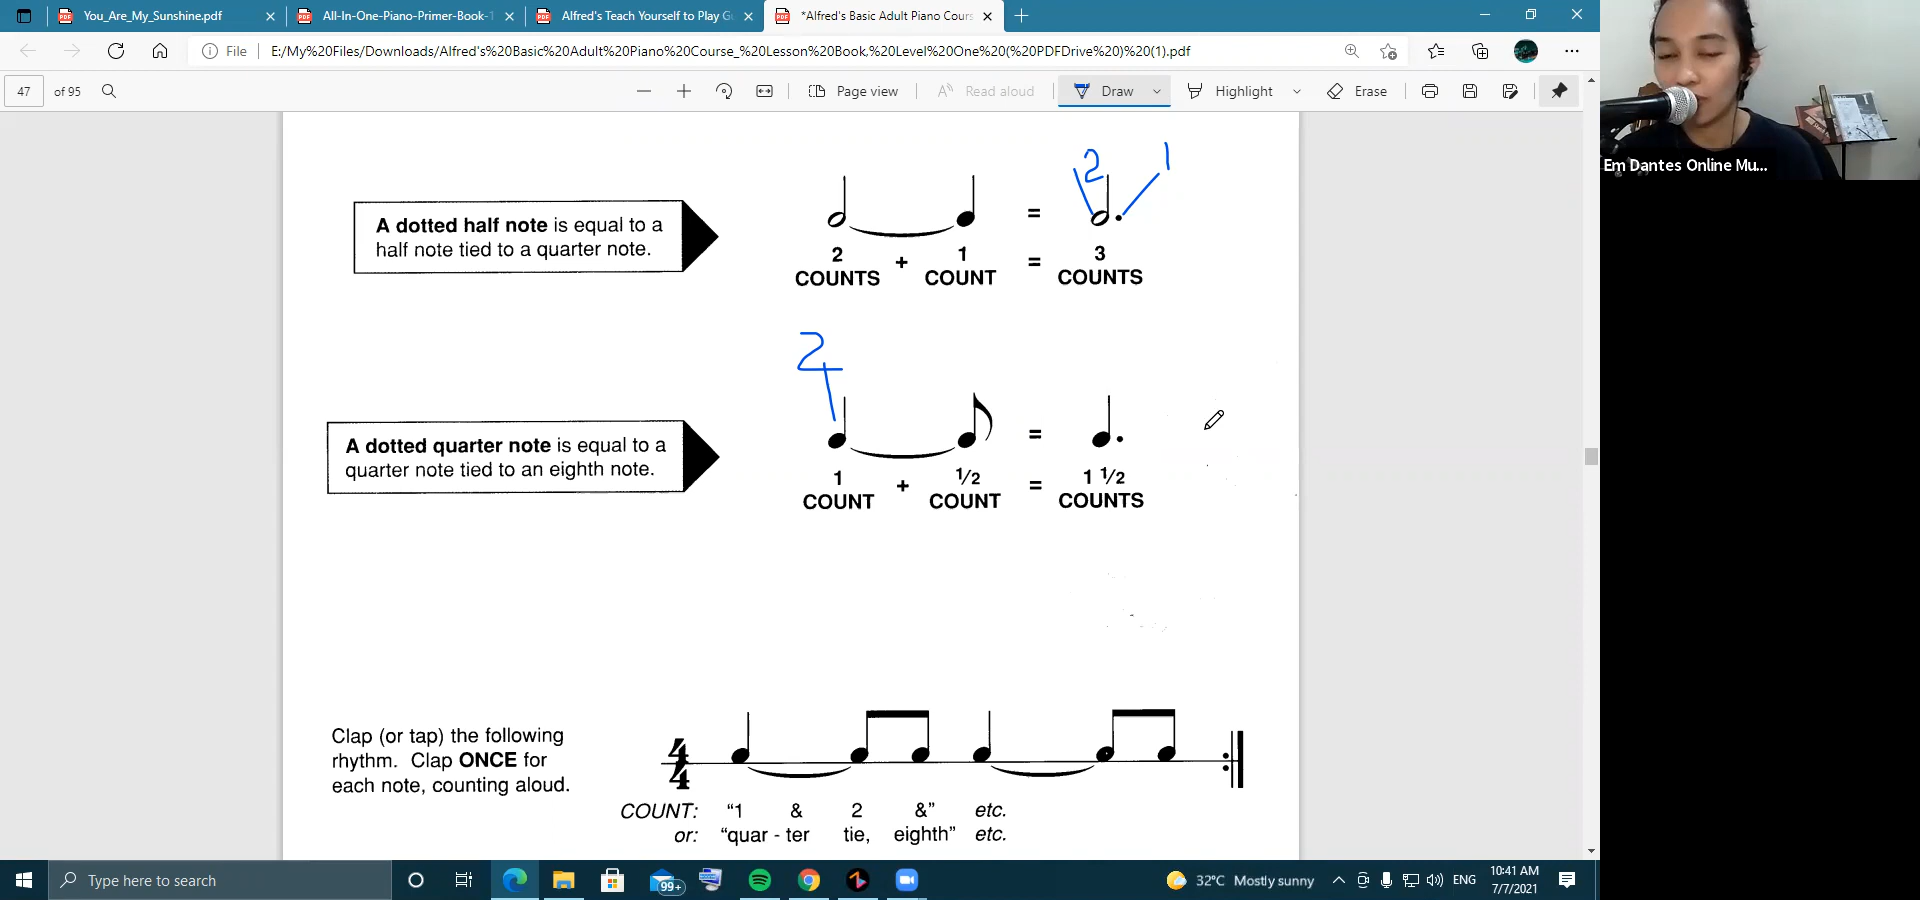 You_Are_My_Sunshine.pdf
All-In-One-Piano-Primer-Book-1
Alfred's Teach Yourself to Play Gu
*Alfred's Basic Adult Piano Cours
File
E:/My%20Files/Downloads/Alfred's%20Basic%20Adult%20Piano%20Course_%20Lesson%20Book,%20Level%20One%20(%20PDFDrive%20)%20(1).pdf
47 of 95
Page view
Read aloud
Draw
Highlight
Erase
Em Dantes Online Mu...
2 1
A dotted half note is equal to a
half note tied to a quarter note.
=
2 + 1 = 3
COUNTS COUNT COUNTS
2
A dotted quarter note is equal to a
quarter note tied to an eighth note.
=
1 + 1/2 = 1 1/2
COUNT COUNT COUNTS
Clap (or tap) the following
rhythm. Clap ONCE for
each note, counting aloud.
4
4
COUNT: "1 & 2 &" etc.
or: "quar - ter tie, eighth" etc.
Type here to search
99+
32°C Mostly sunny
ENG
10:41 AM
7/7/2021